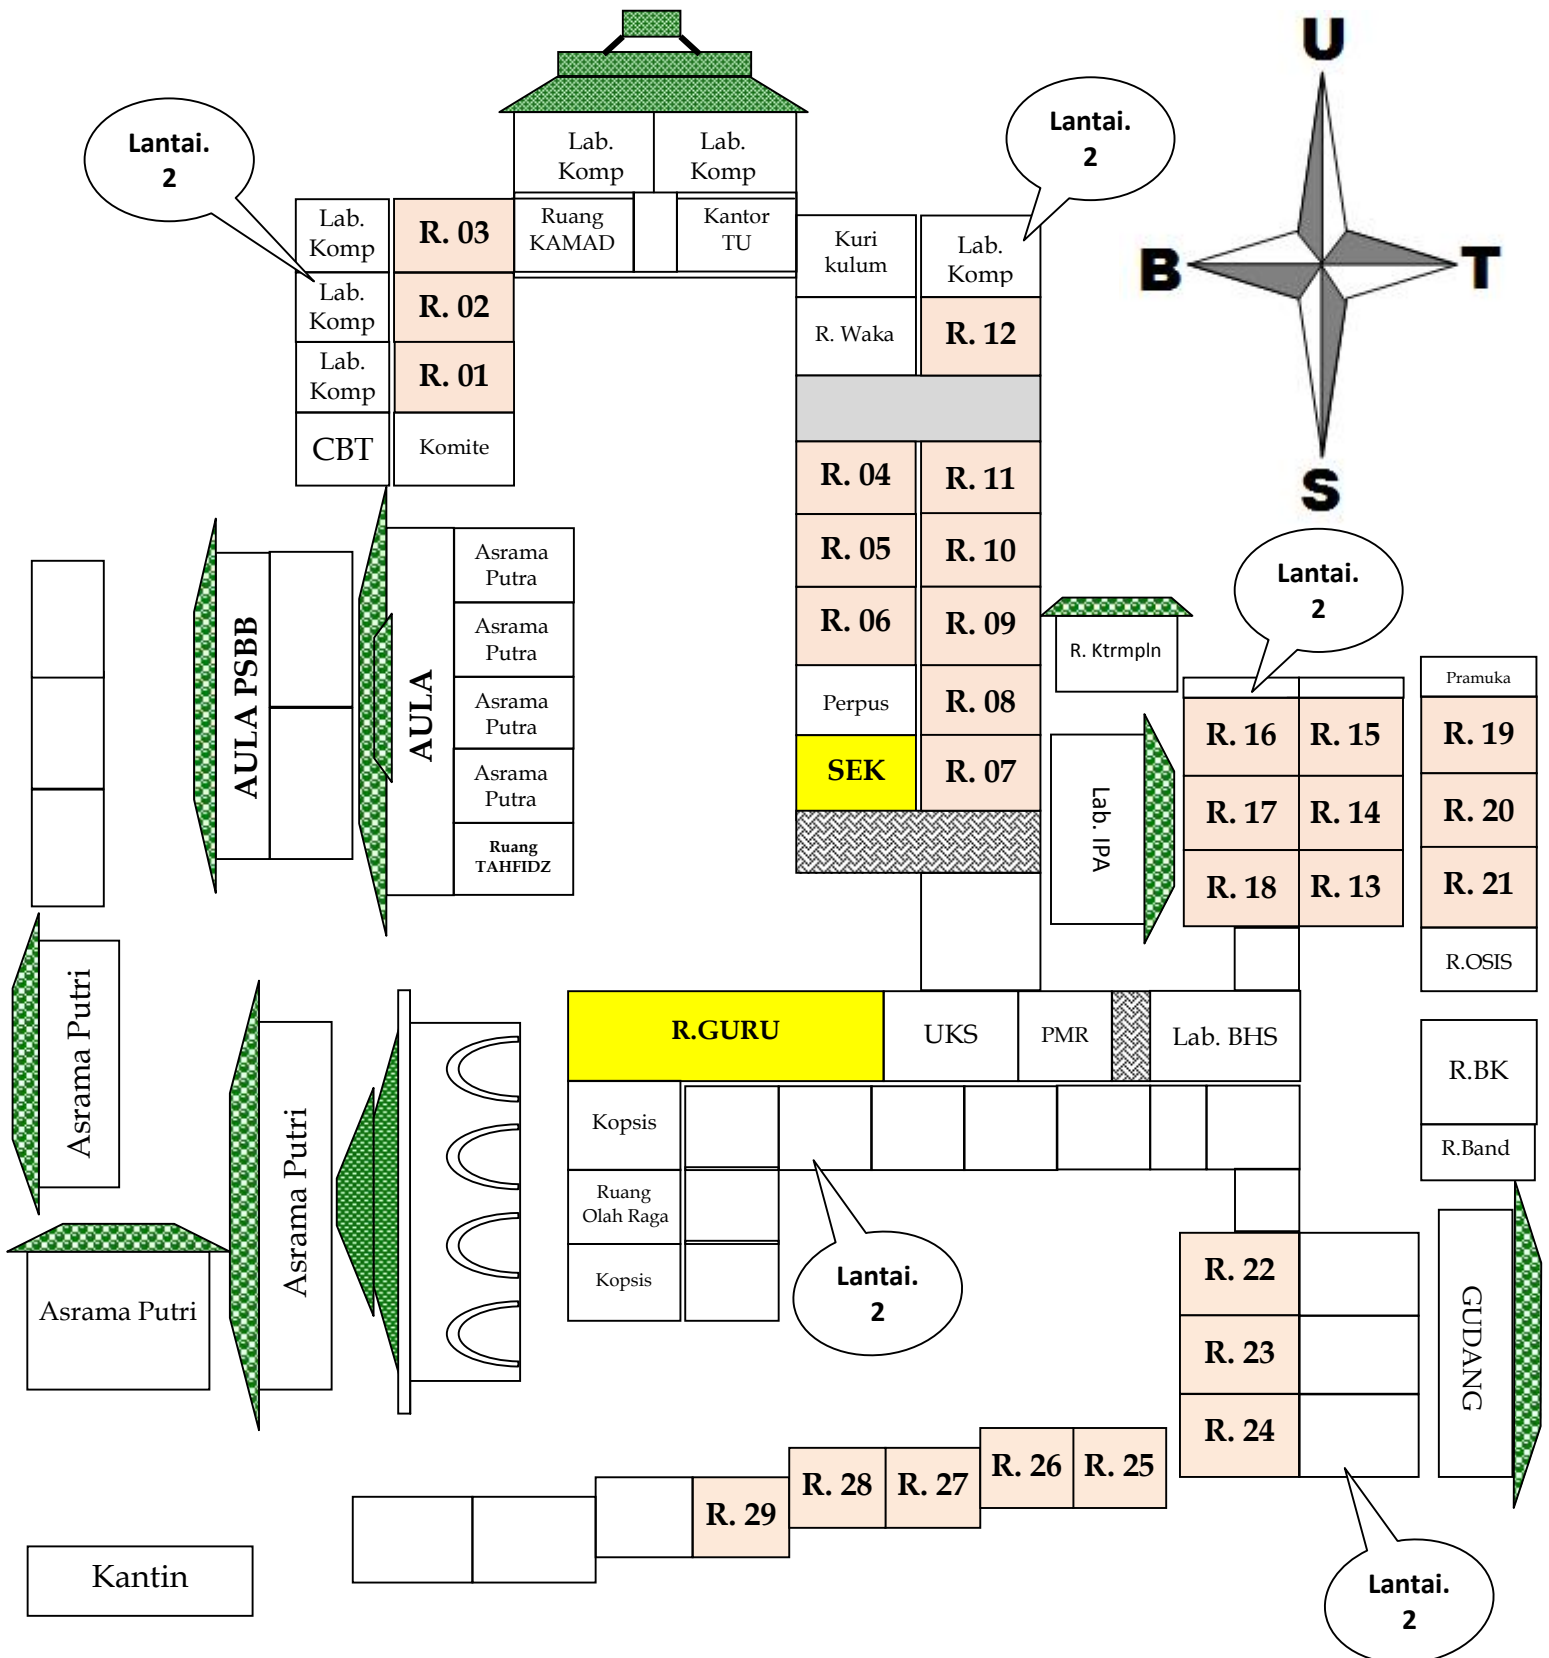 U
B
T
S
Lantai.
2
Lab.
Komp
Lab.
Komp
Lantai.
2
Lab.
Komp
R. 03
Ruang
KAMAD
Kantor
TU
Kuri
kulum
Lab.
Komp
Lab.
Komp
R. 02
R. Waka
R. 12
Lab.
Komp
R. 01
CBT
Komite
R. 04
R. 11
R. 05
R. 10
R. 06
R. 09
Perpus
R. 08
SEK
R. 07
AULA PSBB
AULA
Asrama
Putra
Asrama
Putra
Asrama
Putra
Asrama
Putra
Ruang
TAHFIDZ
R. Ktrmpln
Lantai.
2
Lab. IPA
R. 16
R. 15
R. 17
R. 14
R. 18
R. 13
Pramuka
R. 19
R. 20
R. 21
R.OSIS
Asrama Putri
Asrama Putri
Asrama Putri
R.GURU
UKS
PMR
Lab. BHS
R.BK
R.Band
Kopsis
Ruang
Olah Raga
Kopsis
Lantai.
2
R. 22
R. 23
R. 24
GUDANG
R. 26
R. 25
R. 28
R. 27
R. 29
Kantin
Lantai.
2